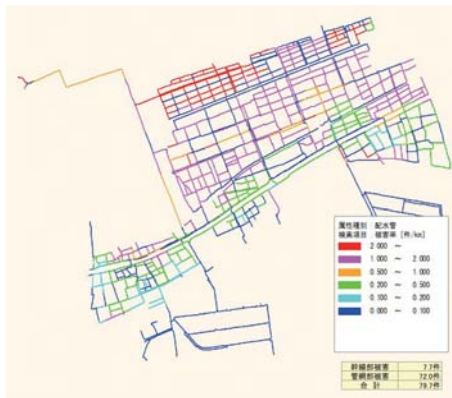 属性種別 配水管
検索項目 被害率 [件/km]
2.000 ～
1.000 ～ 2.000
0.500 ～ 1.000
0.200 ～ 0.500
0.100 ～ 0.200
0.000 ～ 0.100
幹線部被害 7.7件
管網部被害 72.0件
合 計 79.7件